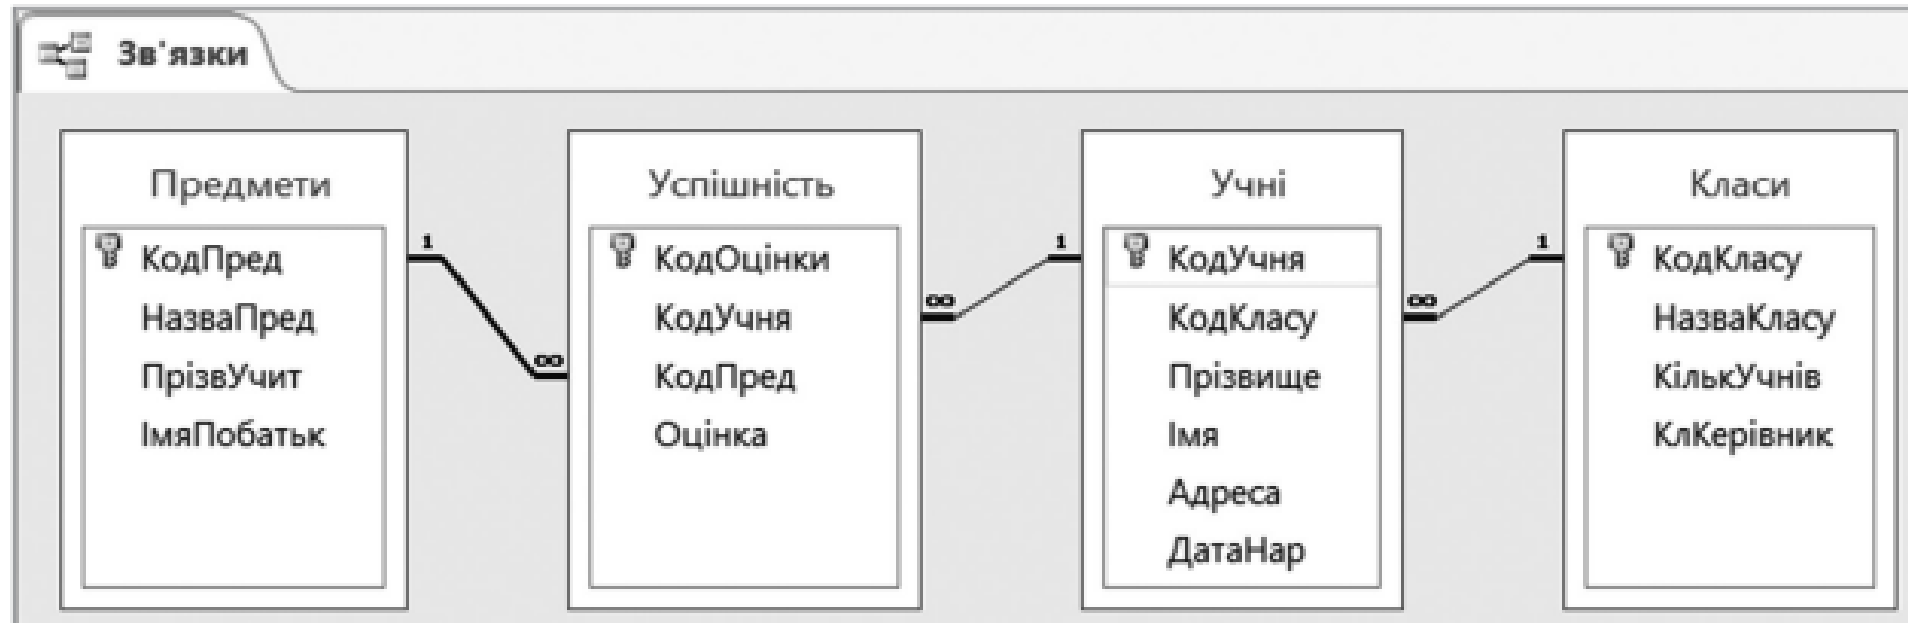 Зв'язки
Предмети
КодПред
НазваПред
ПрізвУчит
ІмяПобатьк
1
∞
Успішність
КодОцінки
КодУчня
КодПред
Оцінка
∞
1
Учні
КодУчня
КодКласу
Прізвище
Імя
Адреса
ДатаНар
∞
1
Класи
КодКласу
НазваКласу
КількУчнів
КлКерівник